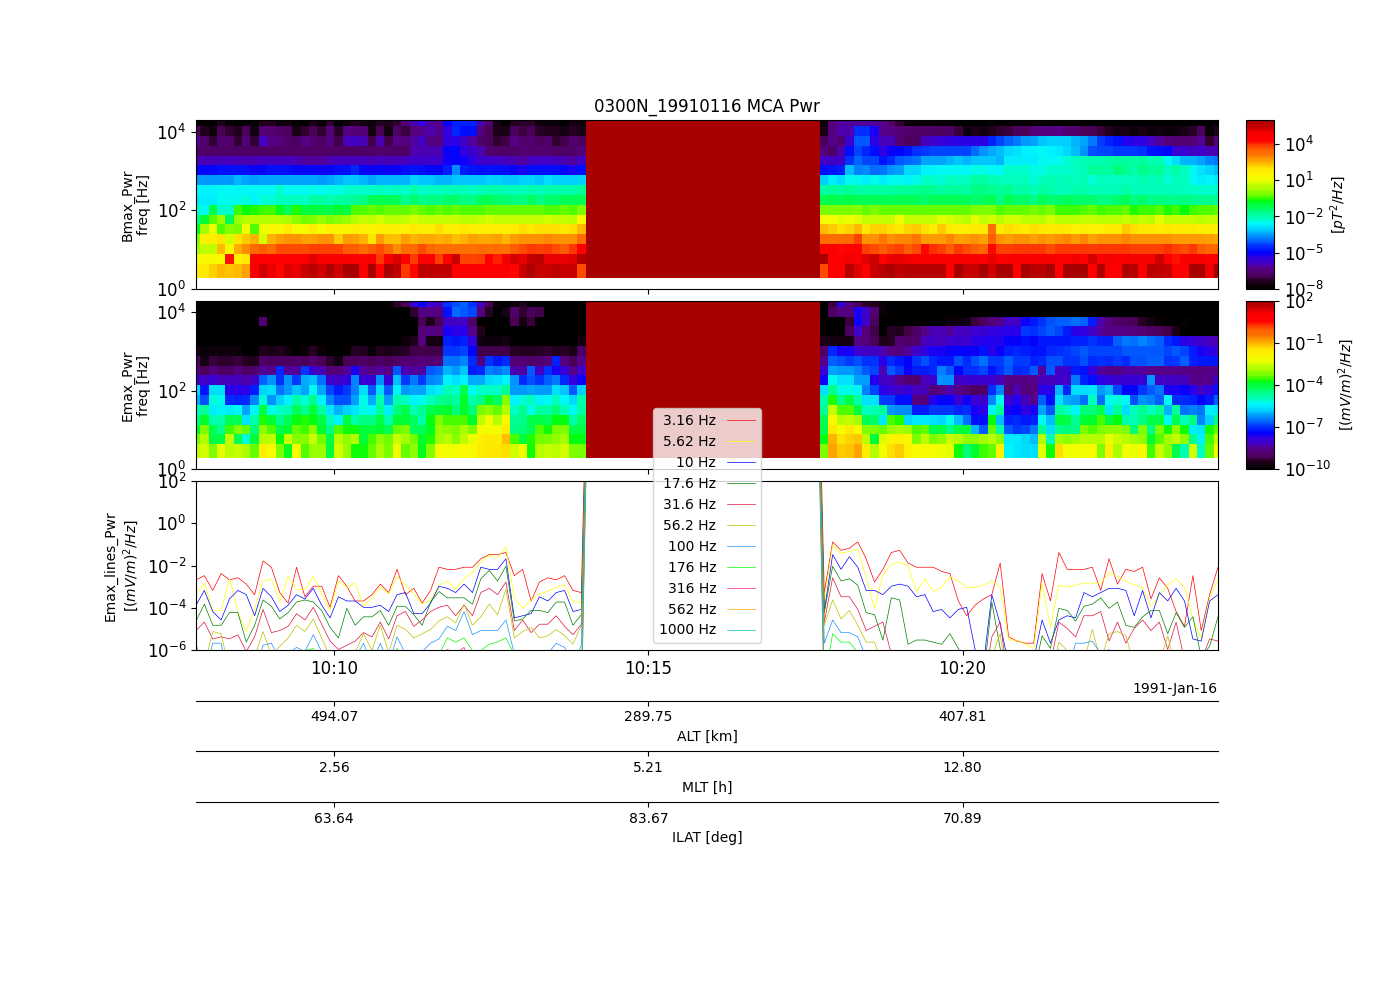 0300N_19910116 MCA Pwr
10^4
10^2
10^0
Bmax_Pwr
freq [Hz]
10^4
10^1
10^−2
10^−5
10^−8
[pT^2/Hz]
10^4
10^2
10^0
Emax_Pwr
freq [Hz]
10^2
10^−1
10^−4
10^−7
10^−10
[(mV/m)^2/Hz]
10^2
10^0
10^−2
10^−4
10^−6
Emax_lines_Pwr
[(mV/m)^2/Hz]
3.16 Hz
5.62 Hz
10 Hz
17.6 Hz
31.6 Hz
56.2 Hz
100 Hz
176 Hz
316 Hz
562 Hz
1000 Hz
10:10 10:15 10:20
1991-Jan-16
494.07 289.75 407.81
ALT [km]
2.56 5.21 12.80
MLT [h]
63.64 83.67 70.89
ILAT [deg]